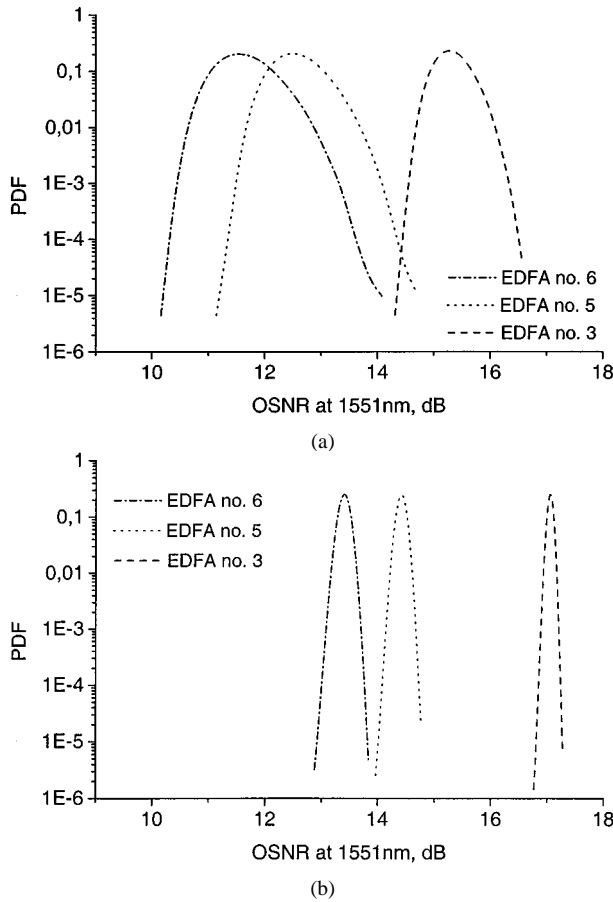 1
0,1
0,01
1E-3
1E-4
1E-5
1E-6
PDF
EDFA no. 6
EDFA no. 5
EDFA no. 3
10 12 14 16 18
OSNR at 1551nm, dB
(a)
1
0,1
0,01
1E-3
1E-4
1E-5
1E-6
PDF
EDFA no. 6
EDFA no. 5
EDFA no. 3
10 12 14 16 18
OSNR at 1551nm, dB
(b)